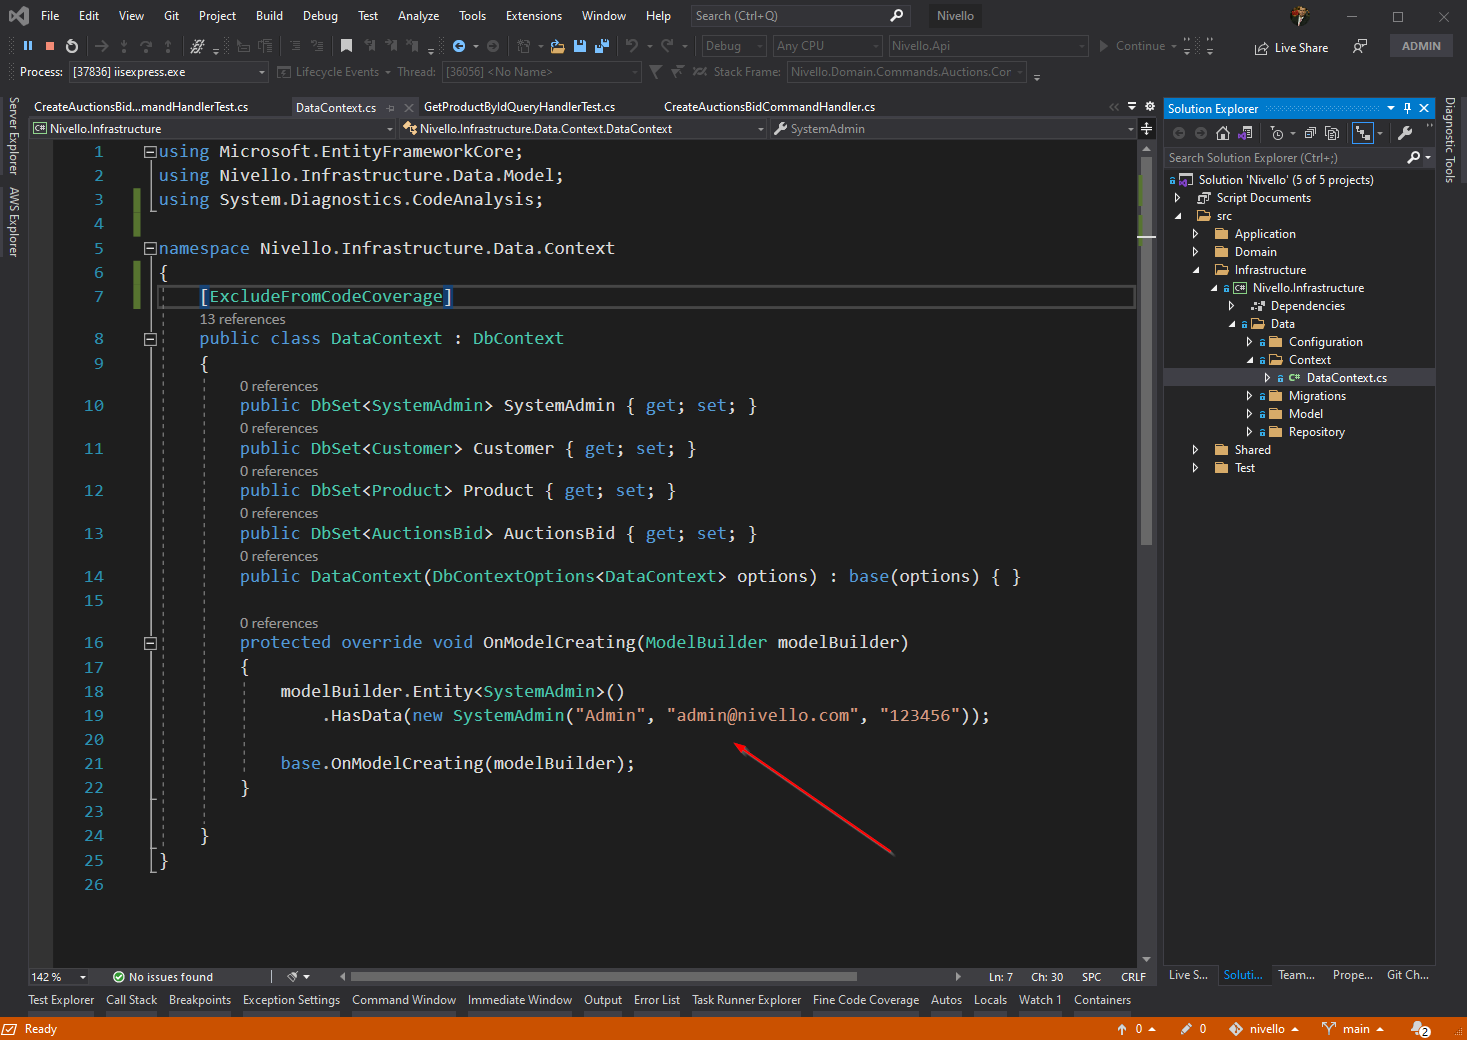 File Edit View Git Project Build Debug Test Analyze Tools Extensions Window Help Search (Ctrl+Q) Nivello
Debug Any CPU Nivello.Api Continue Live Share ADMIN
Process: [37836] iisexpress.exe Lifecycle Events Thread: [36056] <No Name> Stack Frame: Nivello.Domain.Commands.Auctions.Cor
Server Explorer
AWS Explorer
CreateAuctionsBid...mandHandlerTest.cs DataContext.cs GetProductByIdQueryHandlerTest.cs CreateAuctionsBidCommandHandler.cs
Nivello.Infrastructure Nivello.Infrastructure.Data.Context.DataContext SystemAdmin
1 using Microsoft.EntityFrameworkCore;
2 using Nivello.Infrastructure.Data.Model;
3 using System.Diagnostics.CodeAnalysis;
4
5 namespace Nivello.Infrastructure.Data.Context
6 {
7 [ExcludeFromCodeCoverage]
13 references
8 public class DataContext : DbContext
9 {
0 references
10 public DbSet<SystemAdmin> SystemAdmin { get; set; }
0 references
11 public DbSet<Customer> Customer { get; set; }
0 references
12 public DbSet<Product> Product { get; set; }
0 references
13 public DbSet<AuctionsBid> AuctionsBid { get; set; }
0 references
14 public DataContext(DbContextOptions<DataContext> options) : base(options) { }
15
0 references
16 protected override void OnModelCreating(ModelBuilder modelBuilder)
17 {
18 modelBuilder.Entity<SystemAdmin>()
19 .HasData(new SystemAdmin("Admin", "admin@nivello.com", "123456"));
20
21 base.OnModelCreating(modelBuilder);
22 }
23
24 }
25 }
26
142 % No issues found Ln: 7 Ch: 30 SPC CRLF
Solution Explorer
Search Solution Explorer (Ctrl+;)
Solution 'Nivello' (5 of 5 projects)
Script Documents
src
Application
Domain
Infrastructure
C# Nivello.Infrastructure
Dependencies
Data
Configuration
Context
C# DataContext.cs
Migrations
Model
Repository
Shared
Test
Diagnostic Tools
Live S... Soluti... Team... Prope... Git Ch...
Test Explorer Call Stack Breakpoints Exception Settings Command Window Immediate Window Output Error List Task Runner Explorer Fine Code Coverage Autos Locals Watch 1 Containers
Ready 0 0 nivello main 2